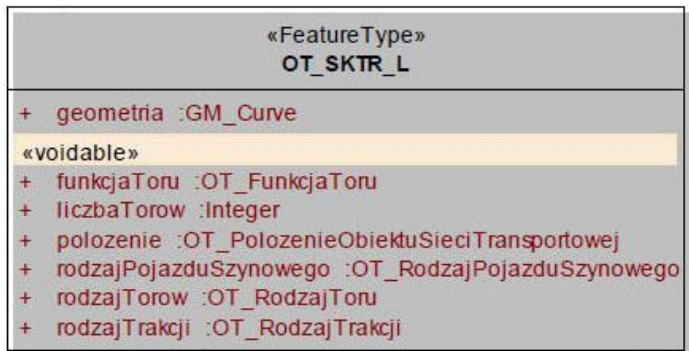 «FeatureType»
OT_SKTR_L
+ geometria :GM_Curve
«voidable»
+ funkcjaToru :OT_FunkcjaToru
+ liczbaTorow :Integer
+ polozenie :OT_PolozenieObiektuSieciTransportowej
+ rodzajPojazduSzynowego :OT_RodzajPojazduSzynowego
+ rodzajTorow :OT_RodzajToru
+ rodzajTrakcji :OT_RodzajTrakcji